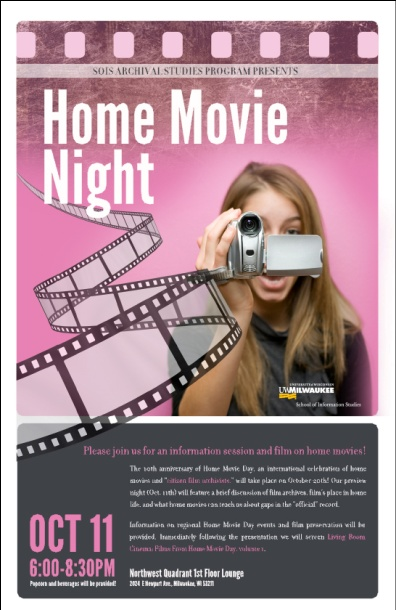 SOIS ARCHIVAL STUDIES PROGRAM PRESENTS
Home Movie
Night
UNIVERSITY of WISCONSIN
UWMILWAUKEE
School of Information Studies
Please join us for an information session and film on home movies!
The 10th anniversary of Home Movie Day, an international celebration of home
movies and "citizen film archivists," will take place on October 20th! Our preview
night (Oct. 11th) will feature a brief discussion of film archives, film's place in home
life, and what home movies can teach us about gaps in the "official" record.
Information on regional Home Movie Day events and film preservation will be
provided. Immediately following the presentation we will screen Living Room
Cinema: Films From Home Movie Day, volume 1.
OCT 11
6:00-8:30PM
Popcorn and beverages will be provided!
Northwest Quadrant 1st Floor Lounge
2024 E Newport Ave., Milwaukee, WI 53211